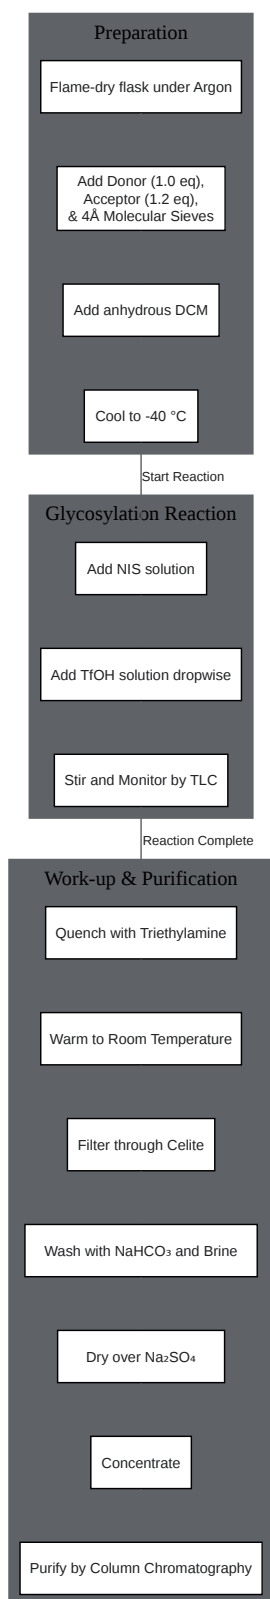 Preparation
Flame-dry flask under Argon
Add Donor (1.0 eq),
Acceptor (1.2 eq),
& 4Å Molecular Sieves
Add anhydrous DCM
Cool to -40 °C
Start Reaction
Glycosylation Reaction
Add NIS solution
Add TfOH solution dropwise
Stir and Monitor by TLC
Reaction Complete
Work-up & Purification
Quench with Triethylamine
Warm to Room Temperature
Filter through Celite
Wash with NaHCO₃ and Brine
Dry over Na₂SO₄
Concentrate
Purify by Column Chromatography